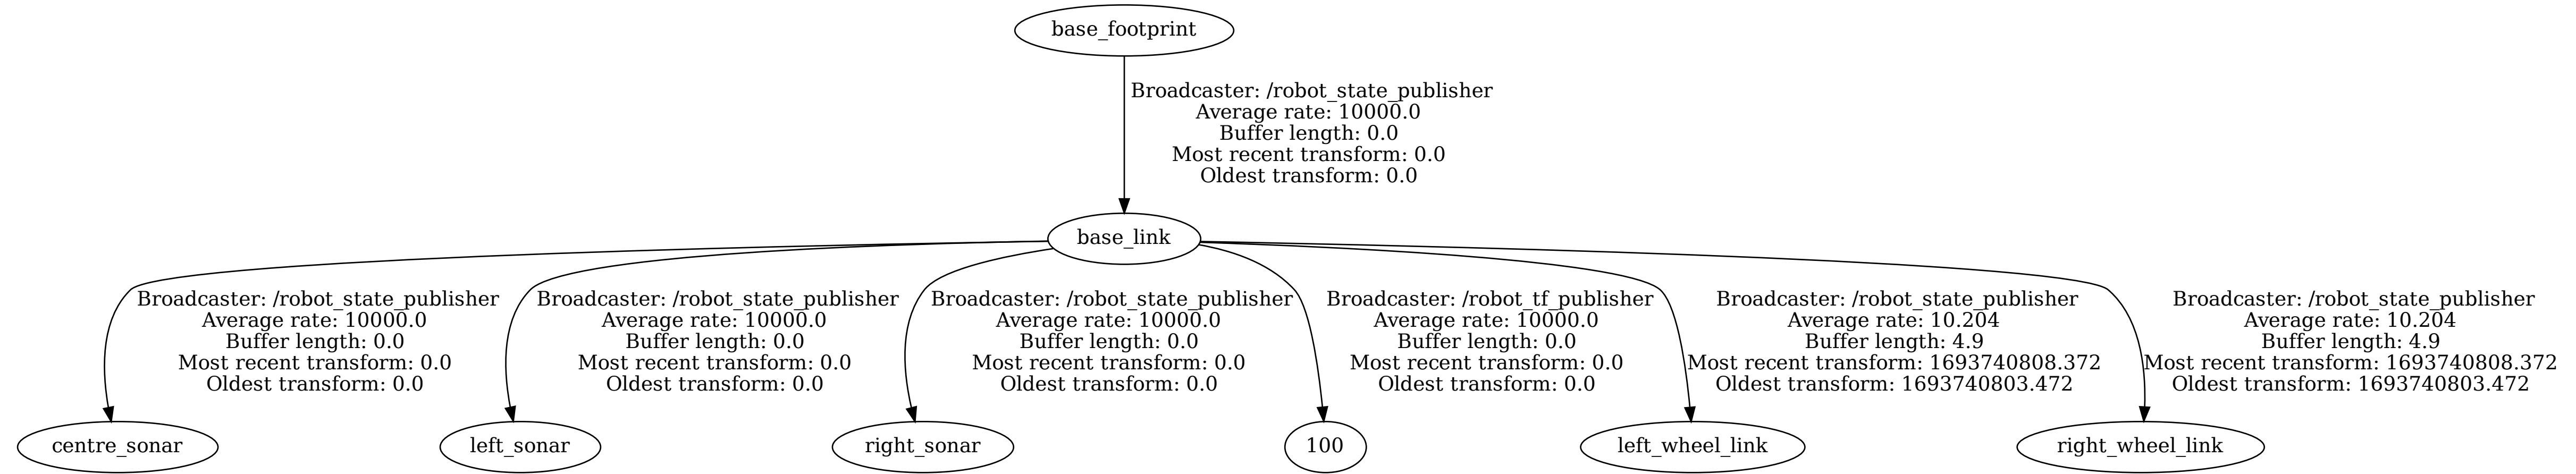 base_footprint
Broadcaster: /robot_state_publisher
Average rate: 10000.0
Buffer length: 0.0
Most recent transform: 0.0
Oldest transform: 0.0
base_link
Broadcaster: /robot_state_publisher
Average rate: 10000.0
Buffer length: 0.0
Most recent transform: 0.0
Oldest transform: 0.0
Broadcaster: /robot_state_publisher
Average rate: 10000.0
Buffer length: 0.0
Most recent transform: 0.0
Oldest transform: 0.0
Broadcaster: /robot_state_publisher
Average rate: 10000.0
Buffer length: 0.0
Most recent transform: 0.0
Oldest transform: 0.0
Broadcaster: /robot_tf_publisher
Average rate: 10000.0
Buffer length: 0.0
Most recent transform: 0.0
Oldest transform: 0.0
Broadcaster: /robot_state_publisher
Average rate: 10.204
Buffer length: 4.9
Most recent transform: 1693740808.372
Oldest transform: 1693740803.472
Broadcaster: /robot_state_publisher
Average rate: 10.204
Buffer length: 4.9
Most recent transform: 1693740808.372
Oldest transform: 1693740803.472
centre_sonar
left_sonar
right_sonar
100
left_wheel_link
right_wheel_link